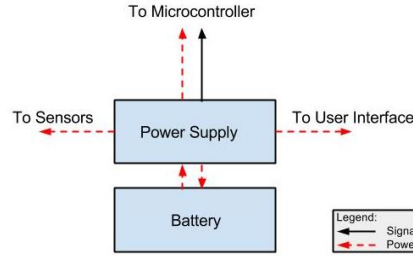 To Microcontroller
To Sensors
To User Interface
Power Supply
Battery
Legend: